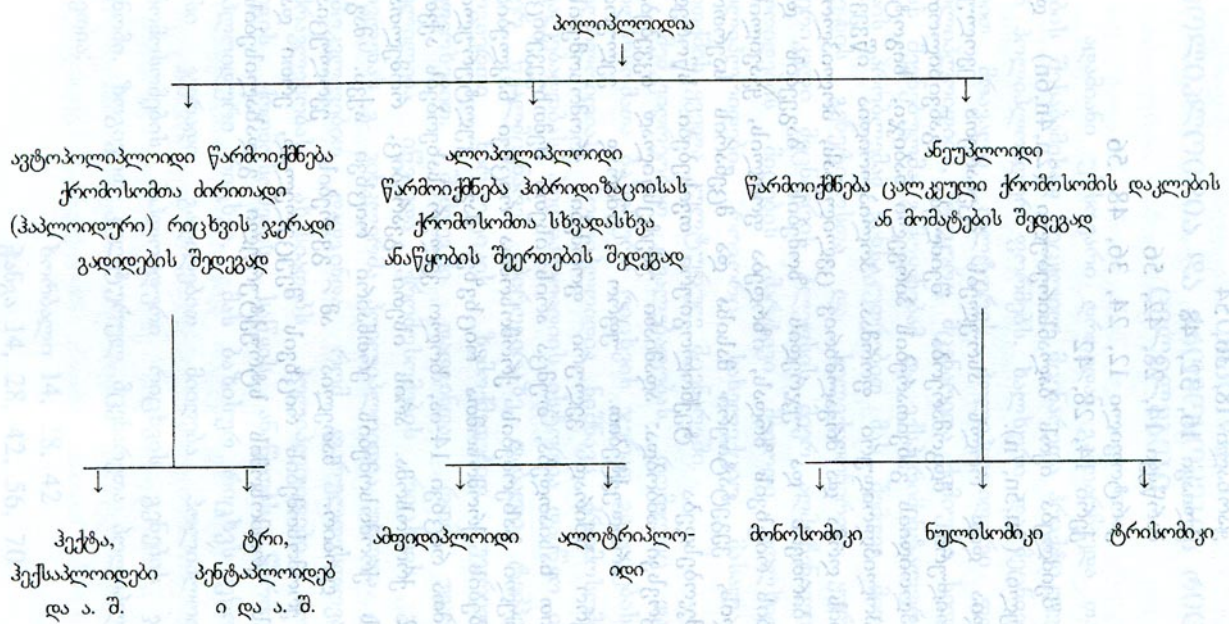 პოლიპლოიდია
ავტოპოლიპლოიდი წარმოიქმნება
ქრომოსომთა ძირითადი
(ჰაპლოიდური) რიცხვის ჯერადი
გადიდების შედეგად
ალოპოლიპლოიდი
წარმოიქმნება ჰიბრიდიზაციისას
ქრომოსომთა სხვადასხვა
ანაწყობის შეერთების შედეგად
ანეუპლოიდი
წარმოიქმნება ცალკეული ქრომოსომის დაკლების
ან მომატების შედეგად
ჰექტა,
ჰექსაპლოიდები
და ა. შ.
ტრი,
პენტაპლოიდებ
ი და ა. შ.
ამფიდიპლოიდი
ალოტრიპლო-
იდი
მონოსომიკი
ნულისომიკი
ტრისომიკი